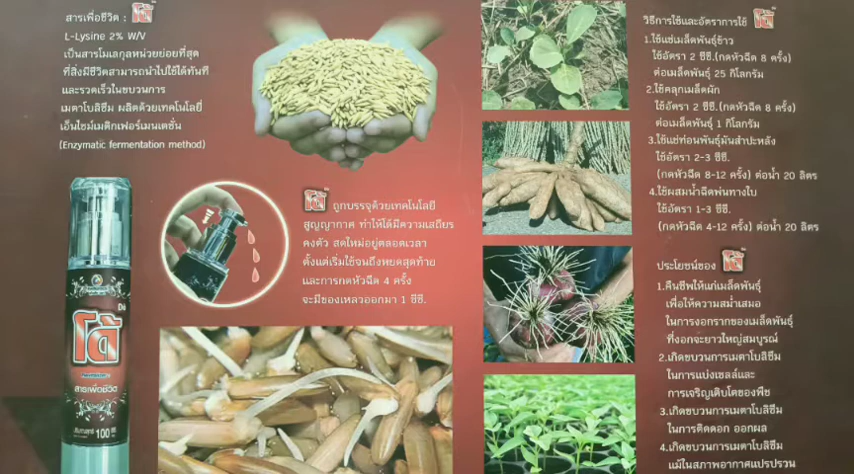 สารเพื่อชีวิต : โด้
L-Lysine 2% W/V
เป็นสารโมเลกุลหน่วยย่อยที่สุด
ที่สิ่งมีชีวิตสามารถนำไปใช้ได้ทันที
และรวดเร็วในขบวนการ
เมตาโบลิซึม ผลิตด้วยเทคโนโลยี่
เอ็นไซม์เมติกเฟอร์เมนเตชั่น
(Enzymatic fermentation method)
โด้ ถูกบรรจุด้วยเทคโนโลยี
สูญญากาศ ทำให้โด้มีความเสถียร
คงตัว สดใหม่อยู่ตลอดเวลา
ตั้งแต่เริ่มใช้จนถึงหยดสุดท้าย
และการกดหัวฉีด 4 ครั้ง
จะมีของเหลวออกมา 1 ซีซี.
โด้
สารเพื่อชีวิต
100
วิธีการใช้และอัตราการใช้ โด้
1.ใช้แช่เมล็ดพันธุ์ข้าว
ใช้อัตรา 2 ซีซี.(กดหัวฉีด 8 ครั้ง)
ต่อเมล็ดพันธุ์ 25 กิโลกรัม
2.ใช้คลุกเมล็ดผัก
ใช้อัตรา 2 ซีซี.(กดหัวฉีด 8 ครั้ง)
ต่อเมล็ดพันธุ์ 1 กิโลกรัม
3.ใช้แช่ท่อนพันธุ์มันสำปะหลัง
ใช้อัตรา 2-3 ซีซี.
(กดหัวฉีด 8-12 ครั้ง) ต่อน้ำ 20 ลิตร
4.ใช้ผสมน้ำฉีดพ่นทางใบ
ใช้อัตรา 1-3 ซีซี.
(กดหัวฉีด 4-12 ครั้ง) ต่อน้ำ 20 ลิตร
ประโยชน์ของ โด้
1.คืนชีพให้แก่เมล็ดพันธุ์
เพื่อให้ความสม่ำเสมอ
ในการงอกรากของเมล็ดพันธุ์
ที่งอกจะยาวใหญ่สมบูรณ์
2.เกิดขบวนการเมตาโบลิซึม
ในการแบ่งเซลล์และ
การเจริญเติบโตของพืช
3.เกิดขบวนการเมตาโบลิซึม
ในการติดดอก ออกผล
4.เกิดขบวนการเมตาโบลิซึม
แม้ในสภาพอากาศแปรปรวน